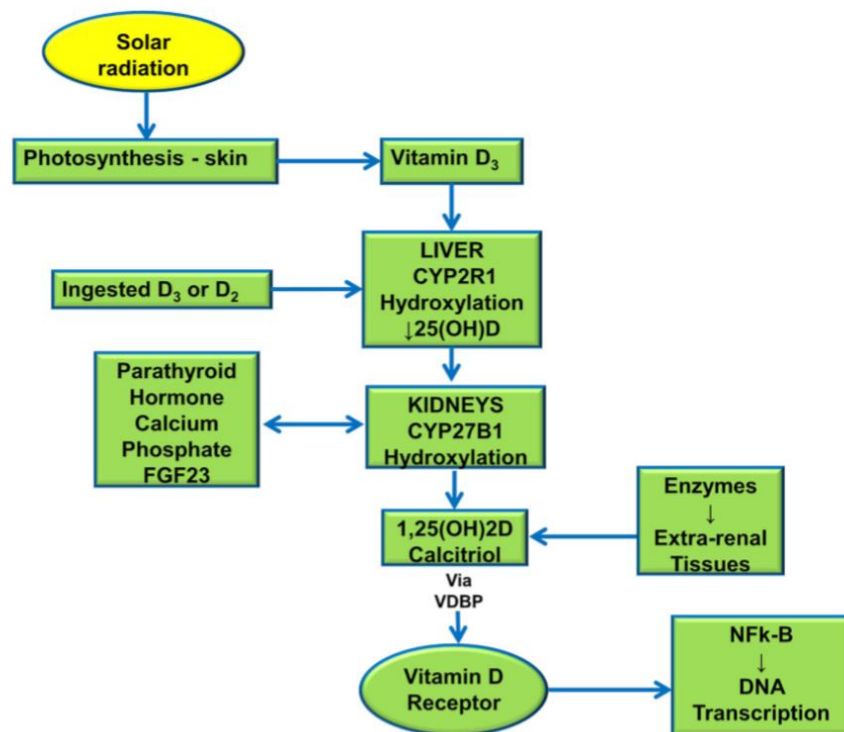 Solar
radiation
Photosynthesis - skin
Vitamin D₃
LIVER
CYP2R1
Hydroxylation
↓25(OH)D
Ingested D₃ or D₂
Parathyroid
Hormone
Calcium
Phosphate
FGF23
KIDNEYS
CYP27B1
Hydroxylation
Enzymes
↓
Extra-renal
Tissues
1,25(OH)2D
Calcitriol
Via
VDBP
Vitamin D
Receptor
NFk-B
↓
DNA
Transcription